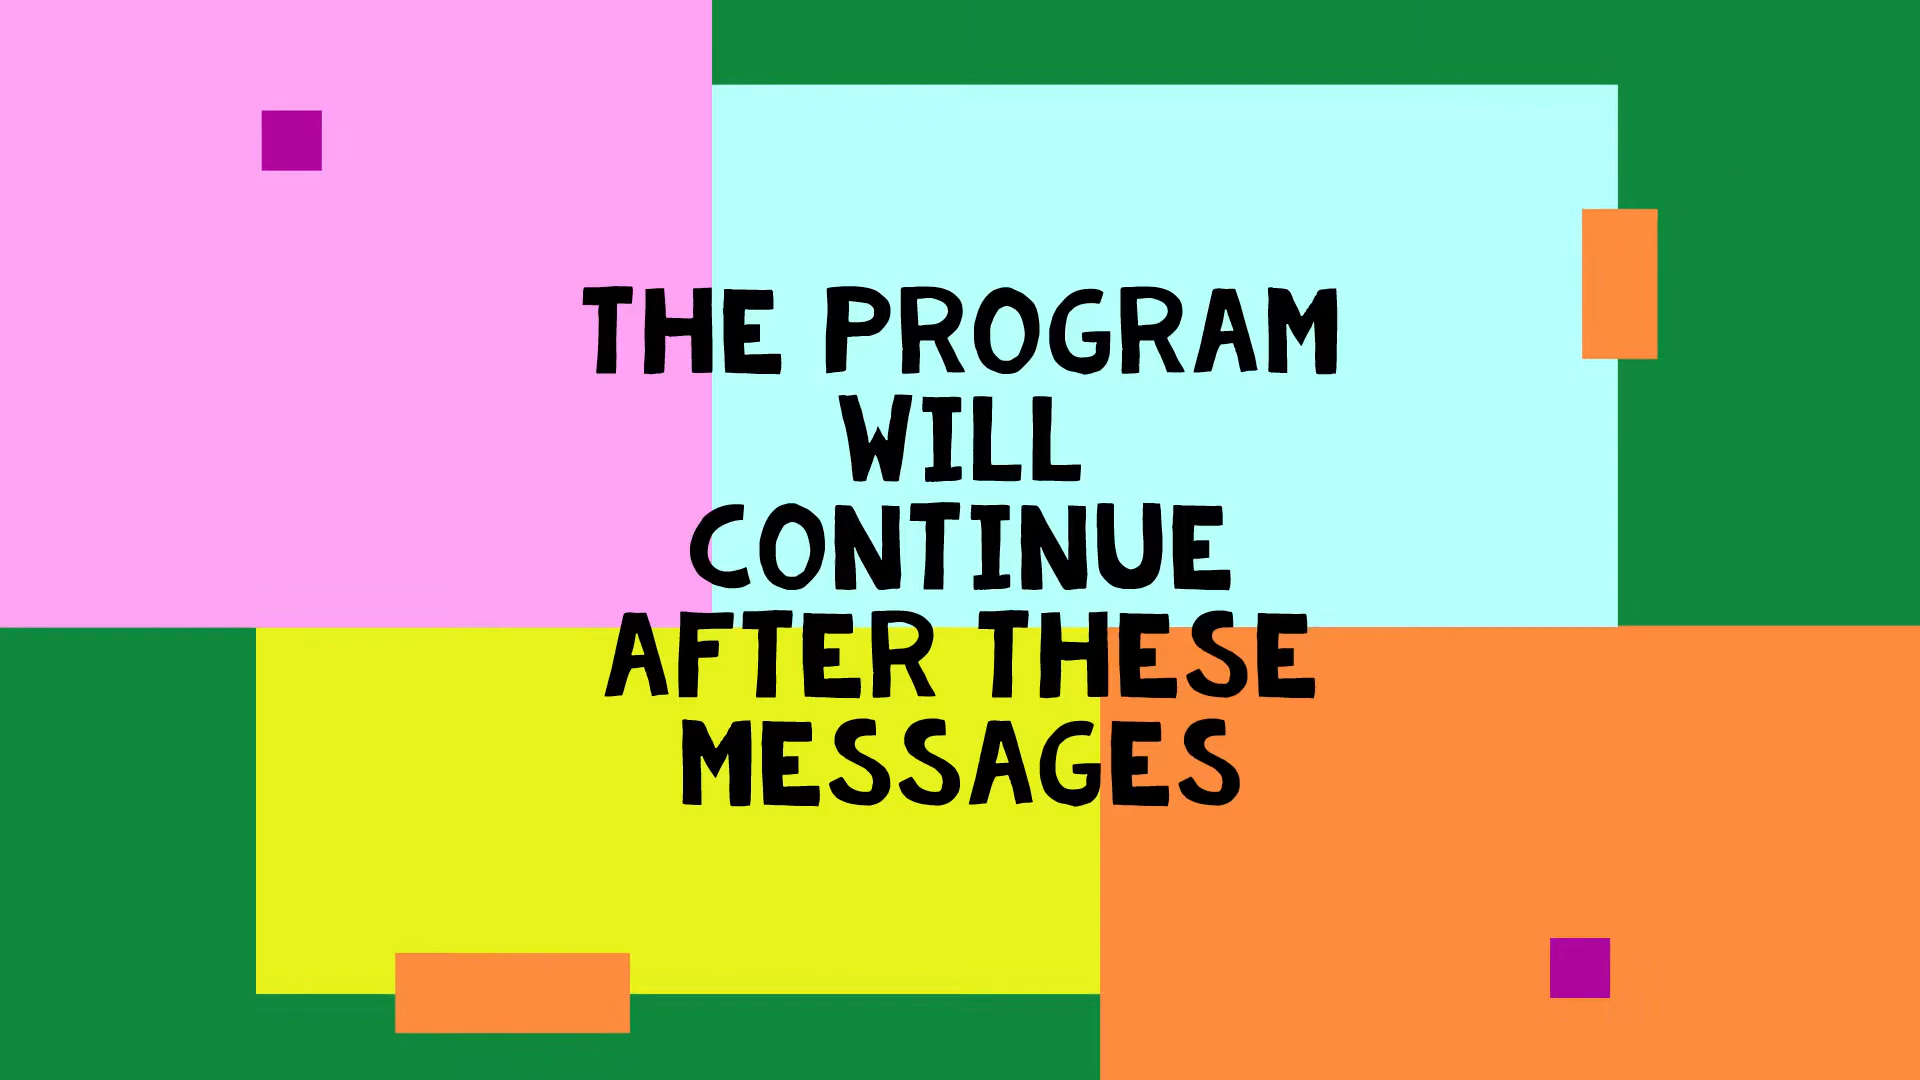 THE PROGRAM
WILL
CONTINUE
AFTER THESE
MESSAGES